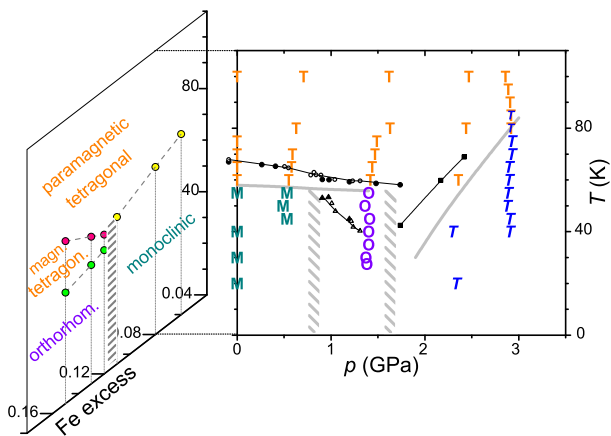 80
paramagnetic
tetragonal
40
monoclinic
magn.
tetragon.
orthorhom.
0.04
.08
0.12
0.16
Fe excess
T T T T T
T
T
T
T T T T
T T T
T T T T
T T T T
T T T T T
M M O T
M T
M O T
M O T T
O
M O
O
M T
80
40
0
T (K)
0 1 2 3
p (GPa)